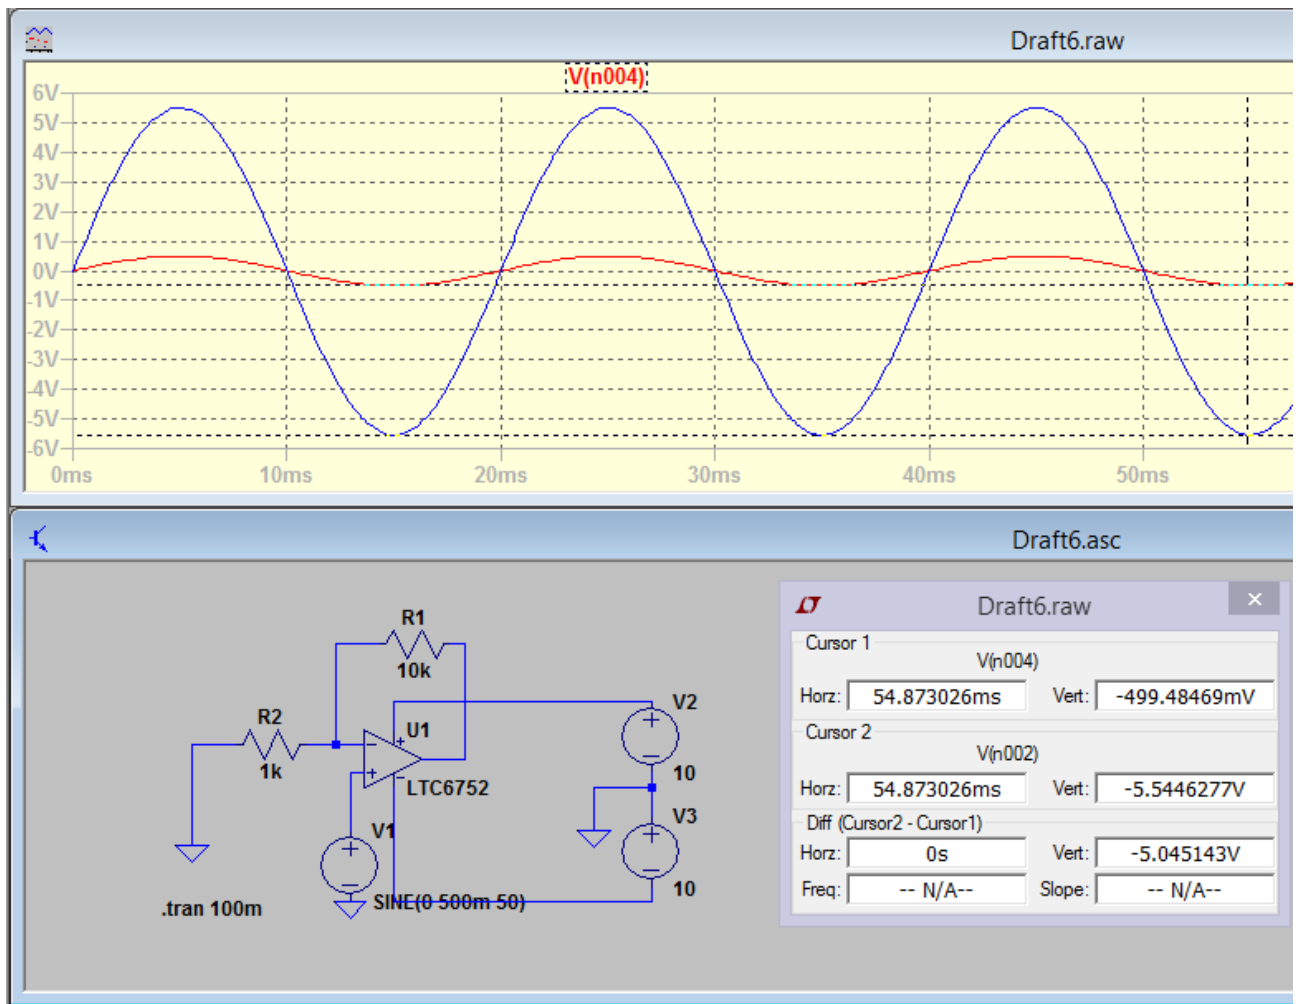 Draft6.raw
V(n004)
6V
5V
4V
3V
2V
1V
0V
-1V
-2V
-3V
-4V
-5V
-6V
0ms 10ms 20ms 30ms 40ms 50ms
Draft6.asc
R1
10k
R2
1k
U1
LTC6752
V1
SINE(0 500m 50)
.tran 100m
V2
10
V3
10
Draft6.raw
Cursor 1
V(n004)
Horz: 54.873026ms Vert: -499.48469mV
Cursor 2
V(n002)
Horz: 54.873026ms Vert: -5.5446277V
Diff (Cursor2 - Cursor1)
Horz: 0s Vert: -5.045143V
Freq: -- N/A-- Slope: -- N/A--